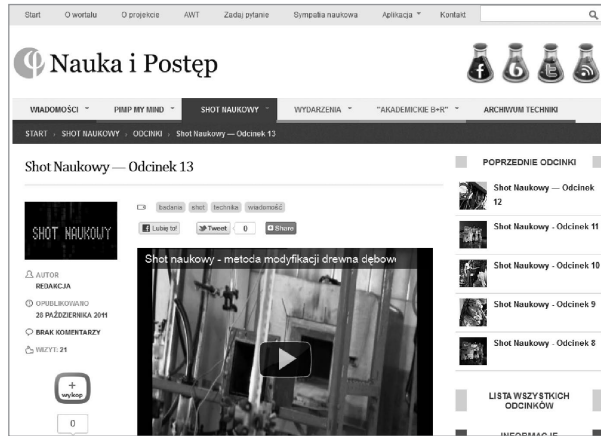 Start O wortalu O projekcie AWT Zadaj pytanie Sympatia naukowa Aplikacja Kontakt
Nauka i Postęp
WIADOMOŚCI PIMP MY MIND SHOT NAUKOWY WYDARZENIA "AKADEMICKIE B+R" ARCHIWUM TECHNIKI
START › SHOT NAUKOWY › ODCINKI › Shot Naukowy — Odcinek 13
Shot Naukowy — Odcinek 13
SHOT NAUKOWY
AUTOR
REDAKCJA
OPUBLIKOWANO
28 PAŹDZIERNIKA 2011
BRAK KOMENTARZY
WIZYT: 21
+
wykop
0
badania shot technika wiadomość
Lubię to! Tweet 0 Share
Shot naukowy - metoda modyfikacji drewna dębowe
POPRZEDNIE ODCINKI
Shot Naukowy — Odcinek
12
Shot Naukowy - Odcinek 11
Shot Naukowy - Odcinek 10
Shot Naukowy - Odcinek 9
Shot Naukowy - Odcinek 8
LISTA WSZYSTKICH
ODCINKÓW
INFORMACJE